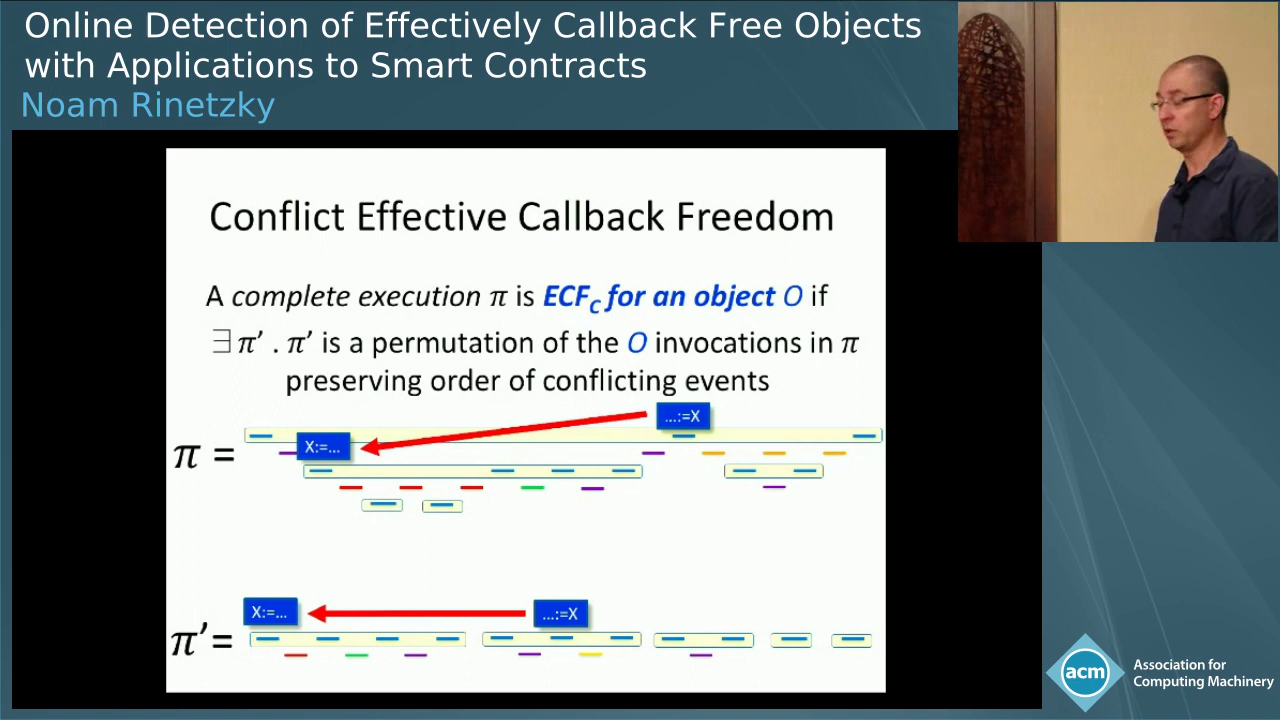 Online Detection of Effectively Callback Free Objects
with Applications to Smart Contracts
Noam Rinetzky
Conflict Effective Callback Freedom
A complete execution π is ECF_C for an object O if
∃ π’ . π’ is a permutation of the O invocations in π
preserving order of conflicting events
...:=X
X:=...
π =
X:=...
...:=X
π’=
acm
Association for
Computing Machinery